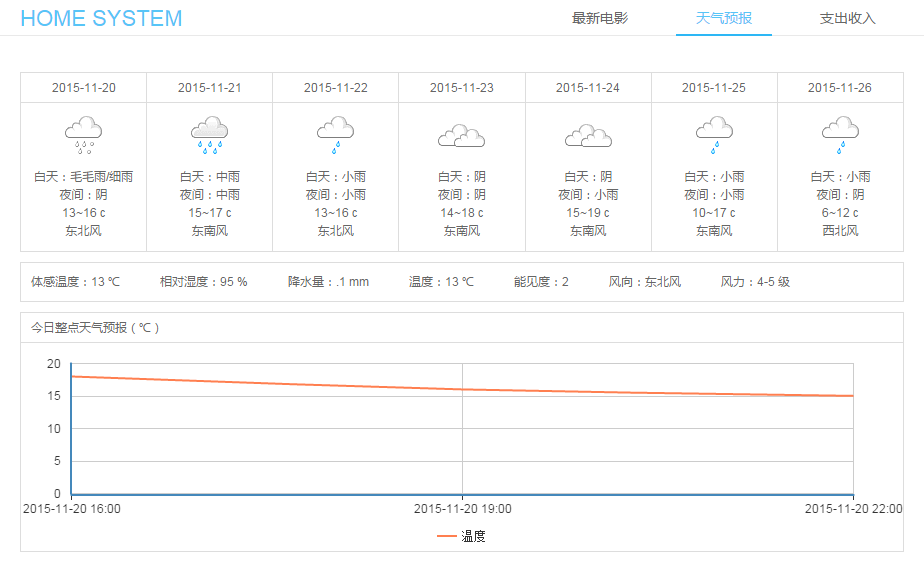 HOME SYSTEM 最新电影 天气预报 支出收入
2015-11-20 2015-11-21 2015-11-22 2015-11-23 2015-11-24 2015-11-25 2015-11-26
白天：毛毛雨/细雨 白天：中雨 白天：小雨 白天：阴 白天：阴 白天：小雨 白天：小雨
夜间：阴 夜间：中雨 夜间：小雨 夜间：阴 夜间：小雨 夜间：小雨 夜间：阴
13~16 c 15~17 c 13~16 c 14~18 c 15~19 c 10~17 c 6~12 c
东北风 东南风 东北风 东南风 东南风 东南风 西北风
体感温度：13 ℃ 相对湿度：95 % 降水量：.1 mm 温度：13 ℃ 能见度：2 风向：东北风 风力：4-5 级
今日整点天气预报（℃）
20
15
10
5
0
2015-11-20 16:00 2015-11-20 19:00 2015-11-20 22:00
温度